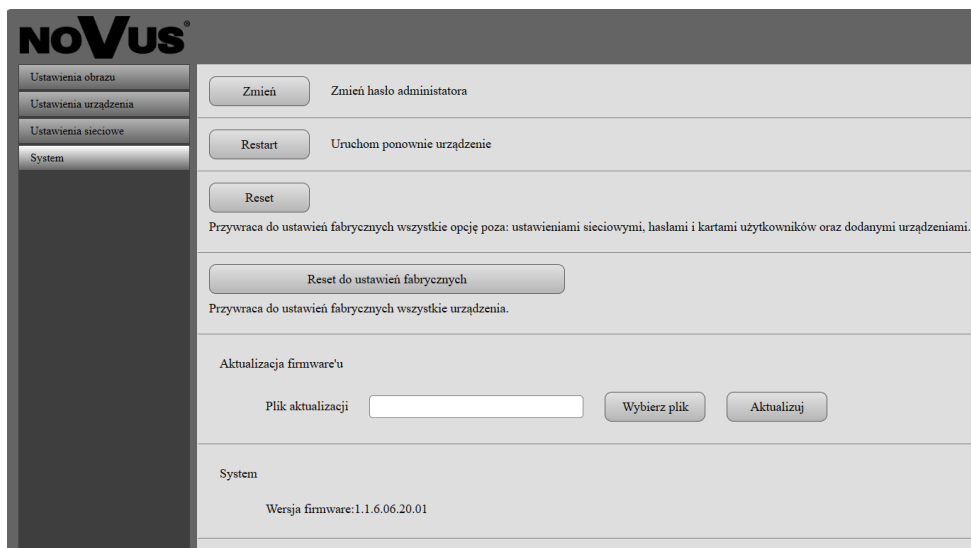 NOVUS®
Ustawienia obrazu
Ustawienia urządzenia
Ustawienia sieciowe
System
Zmień Zmień hasło administatora
Restart Uruchom ponownie urządzenie
Reset
Przywraca do ustawień fabrycznych wszystkie opcję poza: ustawieniami sieciowymi, hasłami i kartami użytkowników oraz dodanymi urządzeniami.
Reset do ustawień fabrycznych
Przywraca do ustawień fabrycznych wszystkie urządzenia.
Aktualizacja firmware'u
Plik aktualizacji Wybierz plik Aktualizuj
System
Wersja firmware:1.1.6.06.20.01